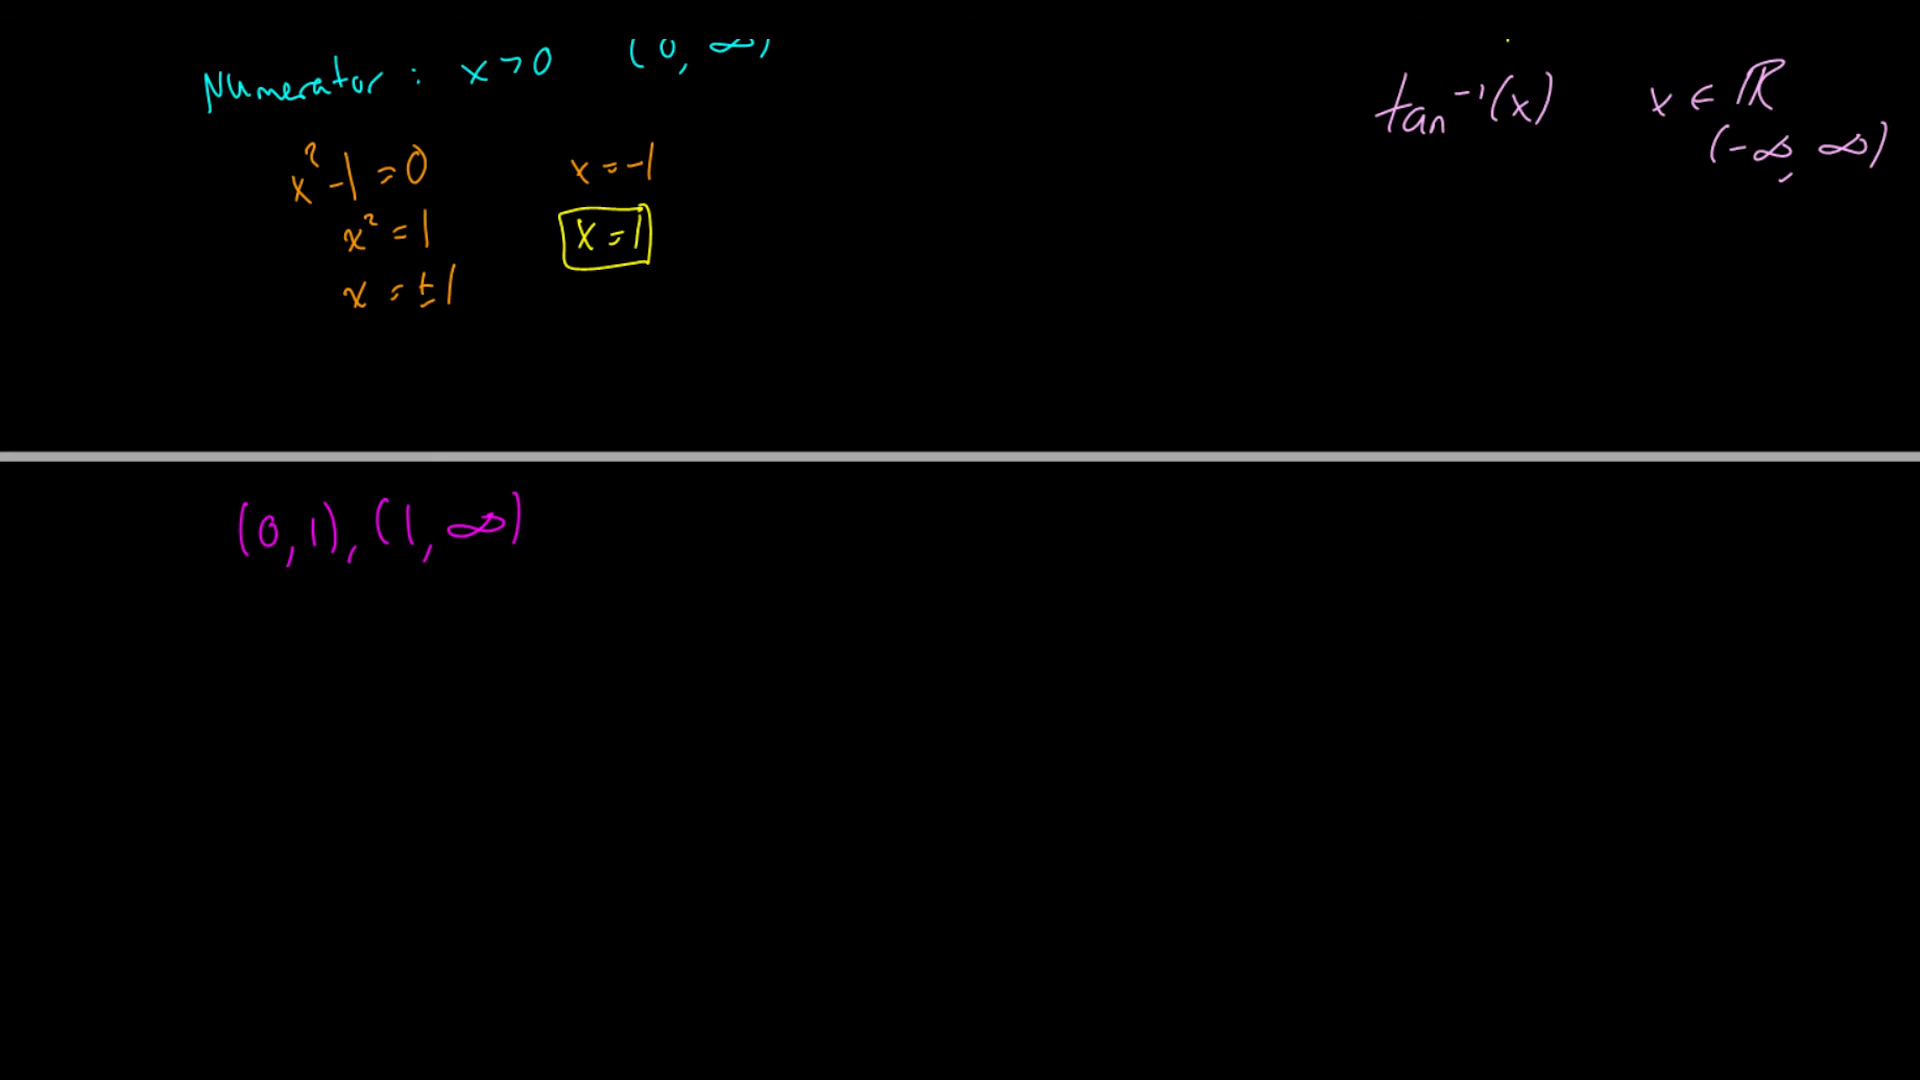 Numerator : x > 0 (0, ∞)
tan⁻¹(x) x ∈ ℝ
(-∞, ∞)
x² - 1 = 0 x = -1
x² = 1 x = 1
x = ± 1
(0, 1), (1, ∞)